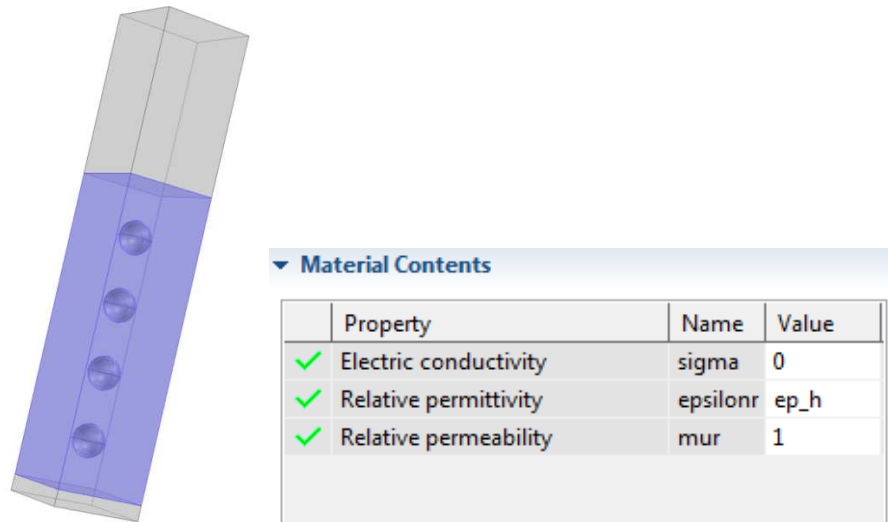 Material Contents
Property Name Value
Electric conductivity sigma 0
Relative permittivity epsilonr ep_h
Relative permeability mur 1